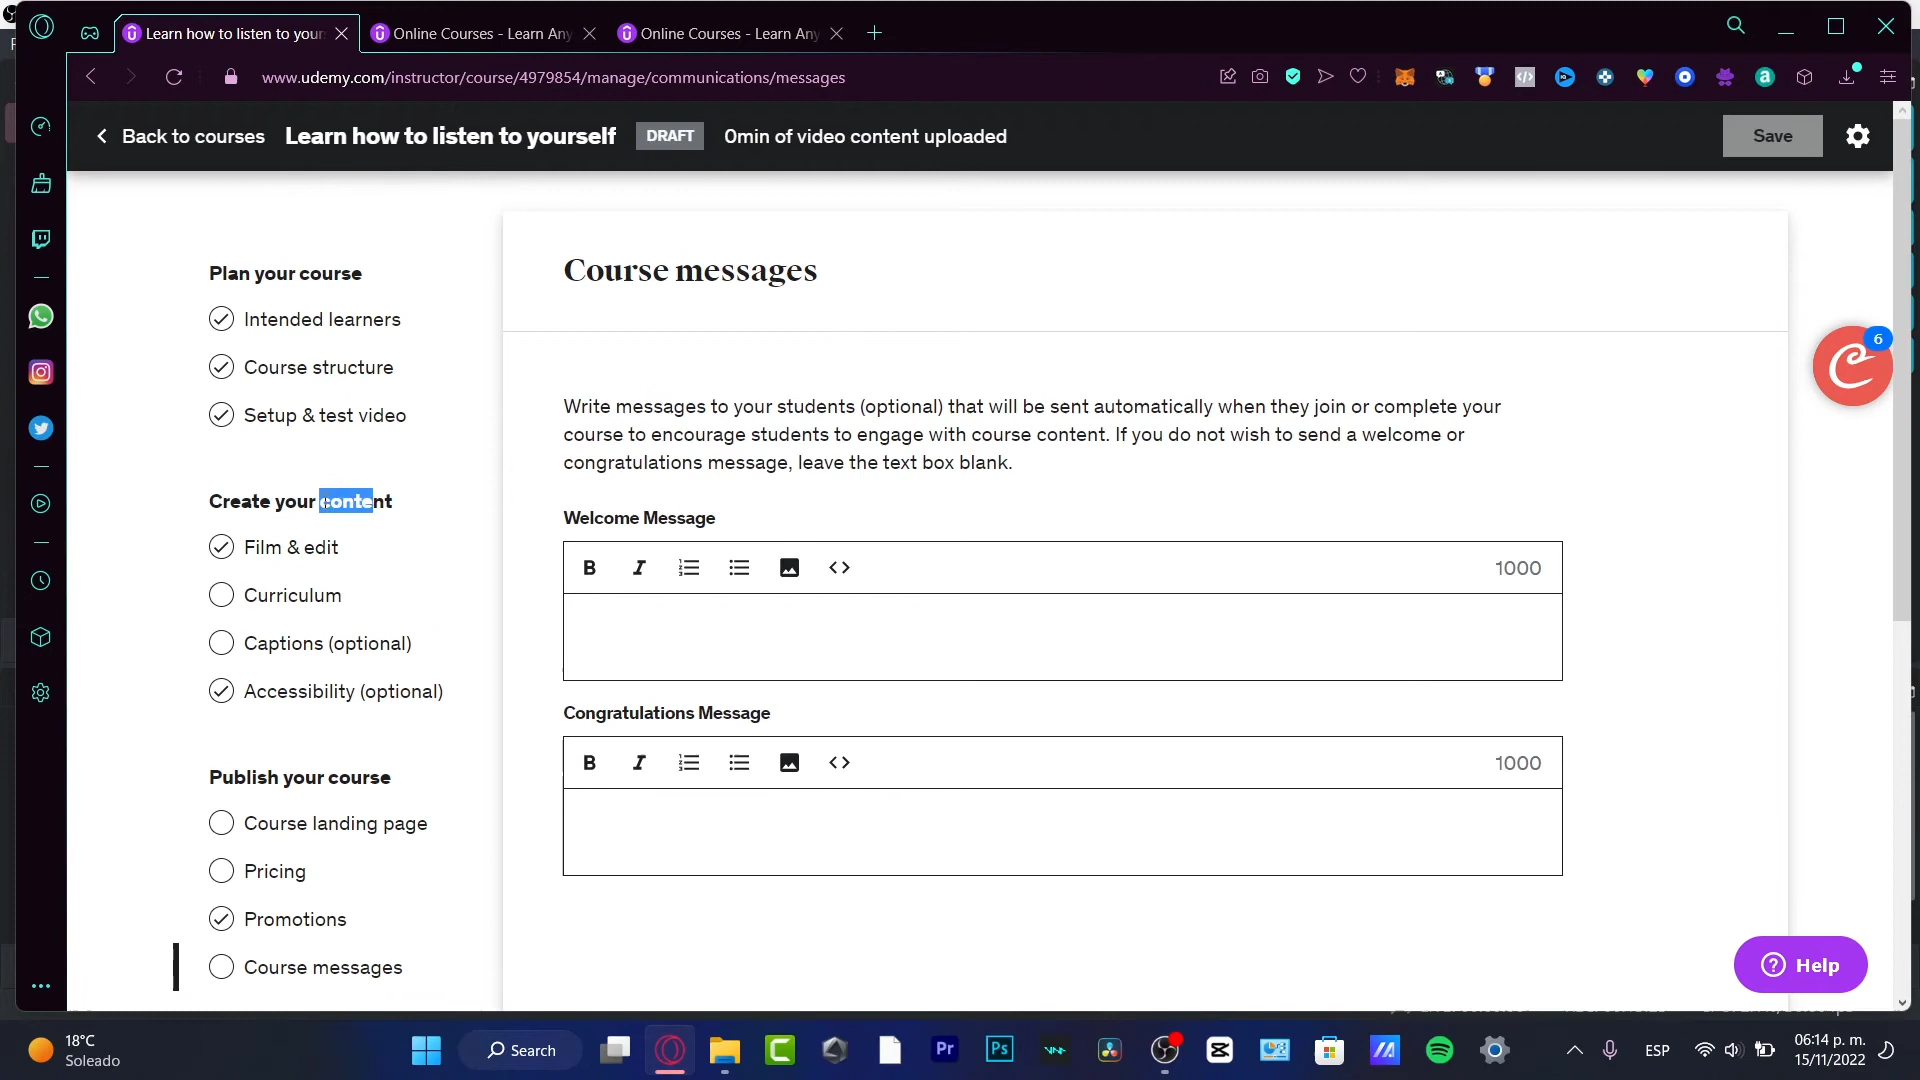 Learn how to listen to your
Online Courses - Learn Any
Online Courses - Learn Any
www.udemy.com/instructor/course/4979854/manage/communications/messages
Back to courses
Learn how to listen to yourself
DRAFT
0min of video content uploaded
Save
6
Plan your course
Intended learners
Course structure
Setup & test video
Create your content
Film & edit
Curriculum
Captions (optional)
Accessibility (optional)
Publish your course
Course landing page
Pricing
Promotions
Course messages
Course messages
Write messages to your students (optional) that will be sent automatically when they join or complete your
course to encourage students to engage with course content. If you do not wish to send a welcome or
congratulations message, leave the text box blank.
Welcome Message
B I 1000
Congratulations Message
B I 1000
Help
18°C
Soleado
Search
Pr
Ps
ESP
06:14 p. m.
15/11/2022